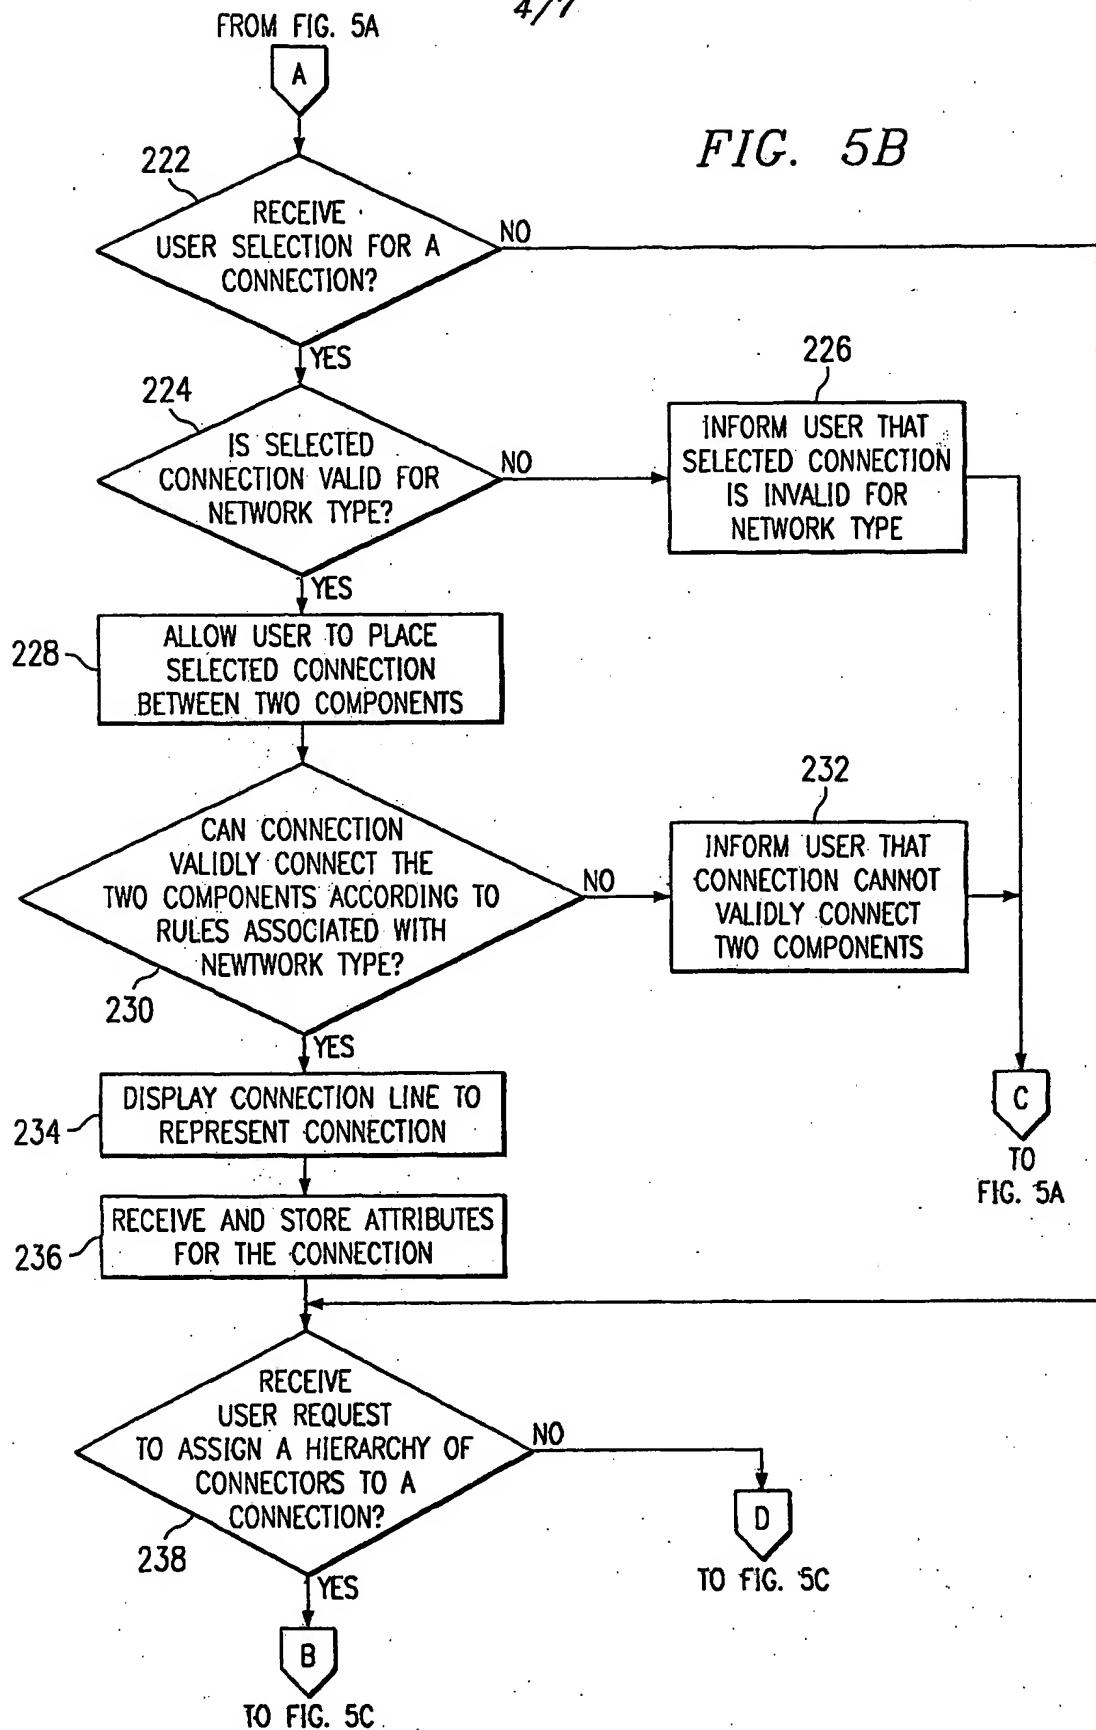 4/7
FROM FIG. 5A
A
FIG. 5B
222
RECEIVE
USER SELECTION FOR A
CONNECTION?
NO
YES
224
IS SELECTED
CONNECTION VALID FOR
NETWORK TYPE?
NO
226
INFORM USER THAT
SELECTED CONNECTION
IS INVALID FOR
NETWORK TYPE
YES
228
ALLOW USER TO PLACE
SELECTED CONNECTION
BETWEEN TWO COMPONENTS
CAN CONNECTION
VALIDLY CONNECT THE
TWO COMPONENTS ACCORDING TO
RULES ASSOCIATED WITH
NEWTWORK TYPE?
230
NO
232
INFORM USER THAT
CONNECTION CANNOT
VALIDLY CONNECT
TWO COMPONENTS
YES
C
TO
FIG. 5A
234
DISPLAY CONNECTION LINE TO
REPRESENT CONNECTION
236
RECEIVE AND STORE ATTRIBUTES
FOR THE CONNECTION
RECEIVE
USER REQUEST
TO ASSIGN A HIERARCHY OF
CONNECTORS TO A
CONNECTION?
238
NO
D
TO FIG. 5C
YES
B
TO FIG. 5C